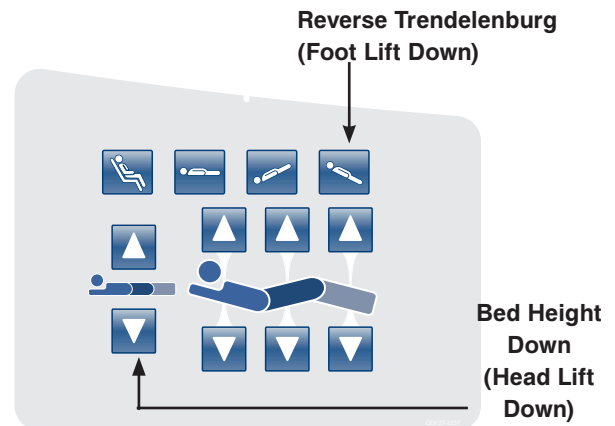 Reverse Trendelenburg
(Foot Lift Down)
Bed Height
Down
(Head Lift
Down)